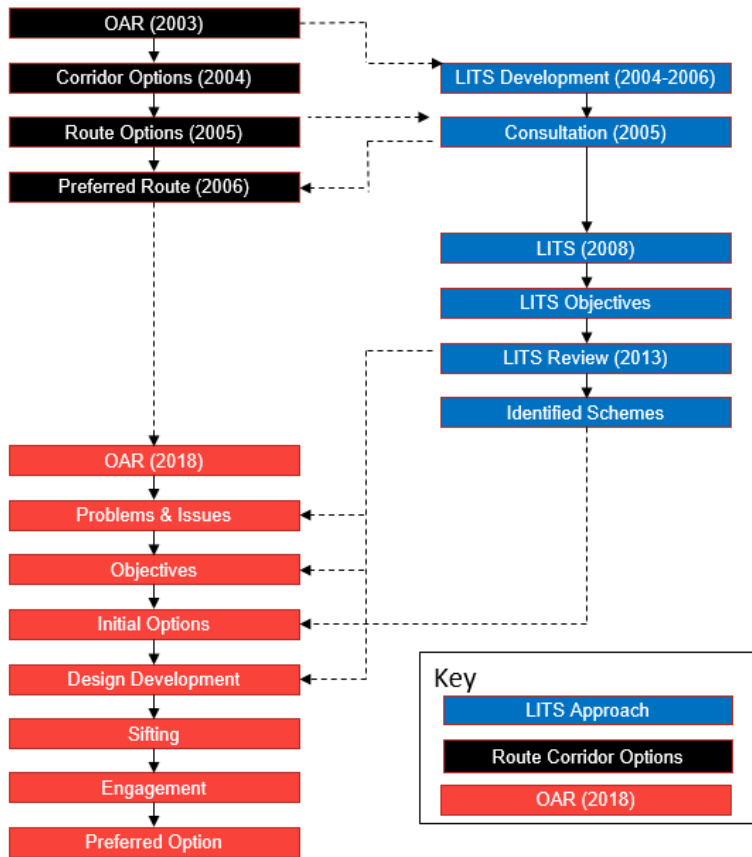 OAR (2003)
Corridor Options (2004)
LITS Development (2004-2006)
Route Options (2005)
Consultation (2005)
Preferred Route (2006)
LITS (2008)
LITS Objectives
LITS Review (2013)
Identified Schemes
OAR (2018)
Problems & Issues
Objectives
Initial Options
Design Development
Sifting
Engagement
Preferred Option
Key
LITS Approach
Route Corridor Options
OAR (2018)